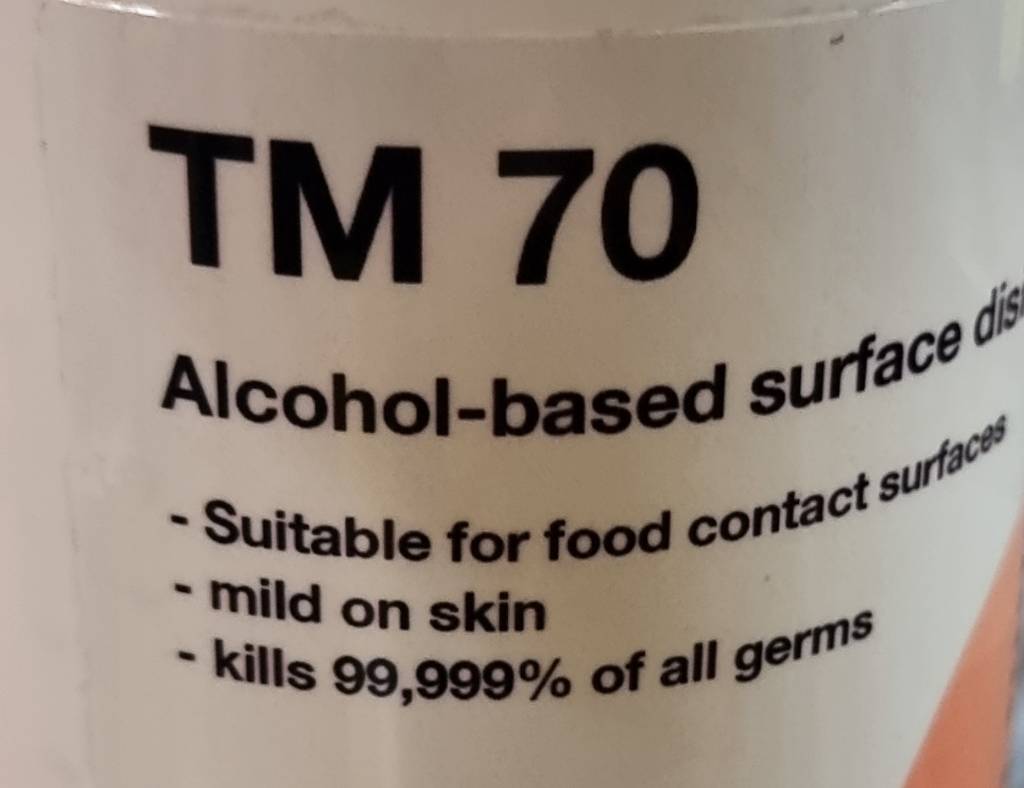 TM 70
Alcohol-based surface
- Suitable for food contact surfaces
- mild on skin
- kills 99,999% of all germs